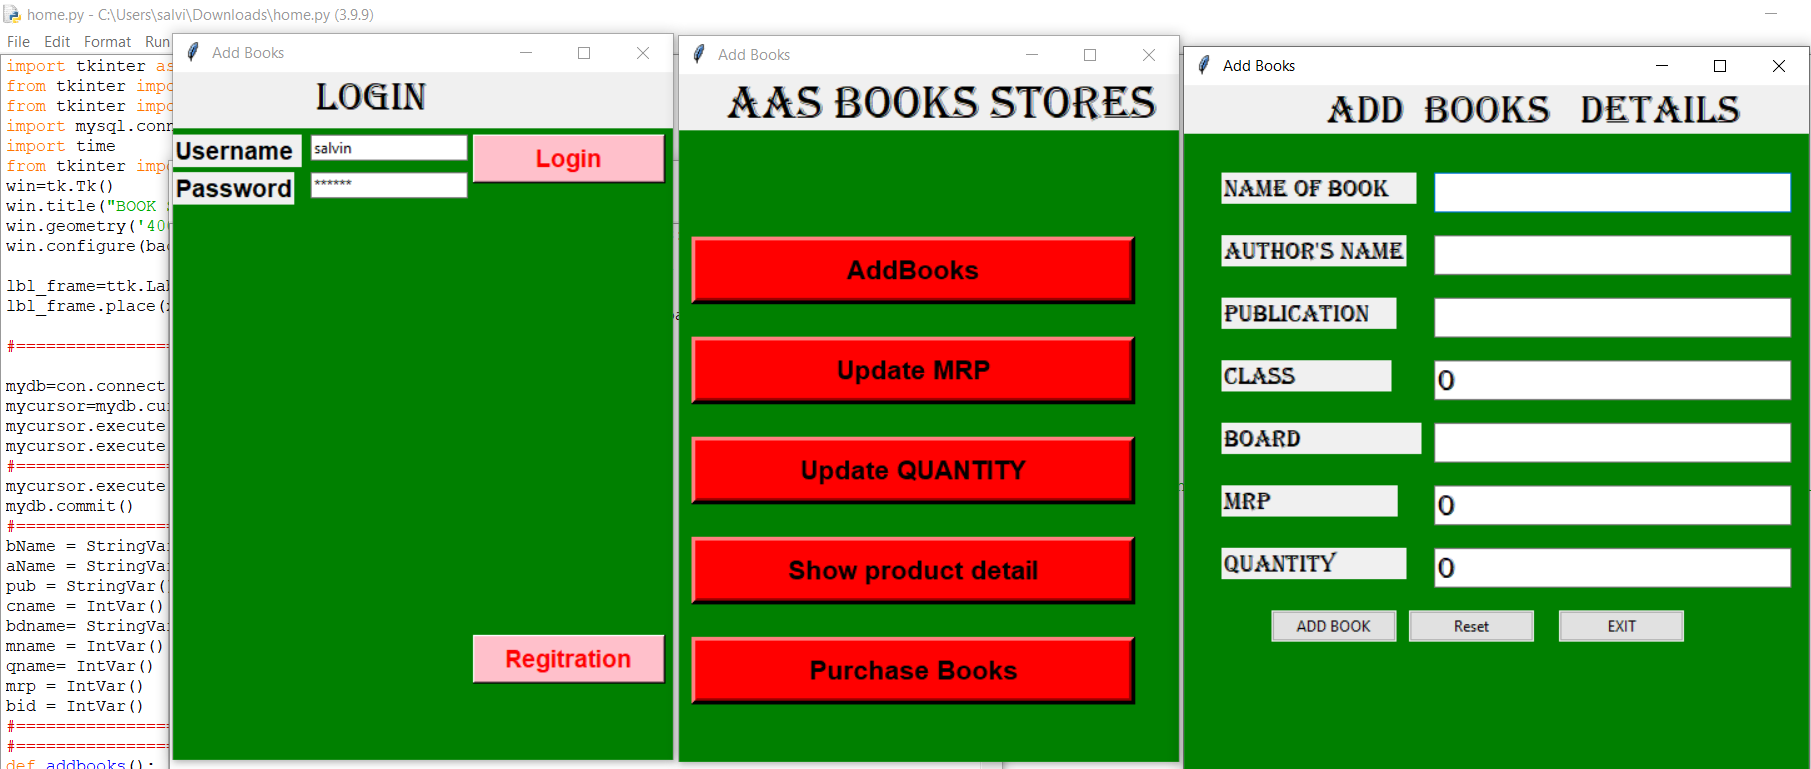 home.py - C:\Users\salvi\Downloads\home.py (3.9.9)
File Edit Format Run
import tkinter as
from tkinter impo
from tkinter impo
import mysql.conn
import time
from tkinter impo
win=tk.Tk()
win.title("BOOK
win.geometry('40
win.configure(bac
lbl_frame=ttk.Lab
lbl_frame.place(
#================
mydb=con.connect
mycursor=mydb.cu
mycursor.execute
mycursor.execute
#================
mycursor.execute
mydb.commit()
#================
bName = StringVa
aName = StringVa
pub = StringVar(
cname = IntVar()
bdname= StringVa
mname = IntVar()
qname= IntVar()
mrp = IntVar()
bid = IntVar()
#================
#================
def addbooks():
Add Books
LOGIN
Username salvin Login
Password ******
Regitration
Add Books
AAS BOOKS STORES
AddBooks
Update MRP
Update QUANTITY
Show product detail
Purchase Books
Add Books
ADD BOOKS DETAILS
NAME OF BOOK
AUTHOR'S NAME
PUBLICATION
CLASS 0
BOARD
MRP 0
QUANTITY 0
ADD BOOK Reset EXIT